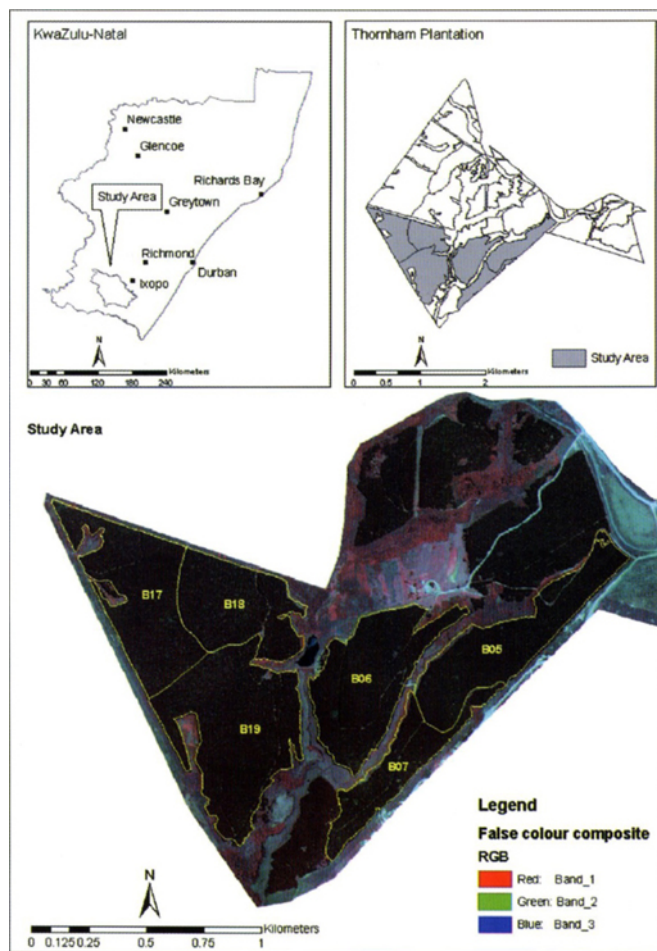 KwaZulu-Natal
Newcastle
Glencoe
Richards Bay
Study Area
Greytown
Richmond
Durban
Ixopo
N
Kilometers
0 30 60 120 180 240
Thornham Plantation
N
Study Area
Kilometers
0 0.5 1 2
Study Area
B17
B18
B05
B06
B19
B07
Legend
False colour composite
RGB
Red: Band_1
Green: Band_2
Blue: Band_3
N
Kilometers
0 0.125 0.25 0.5 0.75 1